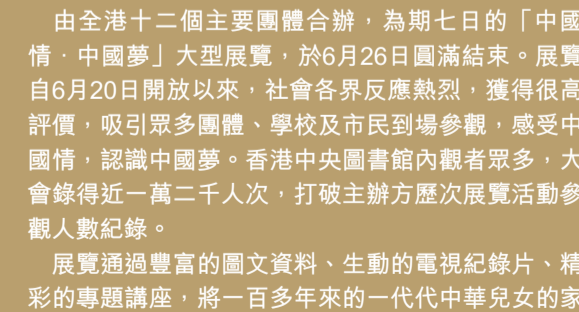 由全港十二個主要團體合辦，為期七日的「中國
情．中國夢」大型展覽，於6月26日圓滿結束。展覽
自6月20日開放以來，社會各界反應熱烈，獲得很高
評價，吸引眾多團體、學校及市民到場參觀，感受中
國情，認識中國夢。香港中央圖書館內觀者眾多，大
會錄得近一萬二千人次，打破主辦方歷次展覽活動參
觀人數紀錄。
展覽通過豐富的圖文資料、生動的電視紀錄片、精
彩的專題講座，將一百多年來的一代代中華兒女的家